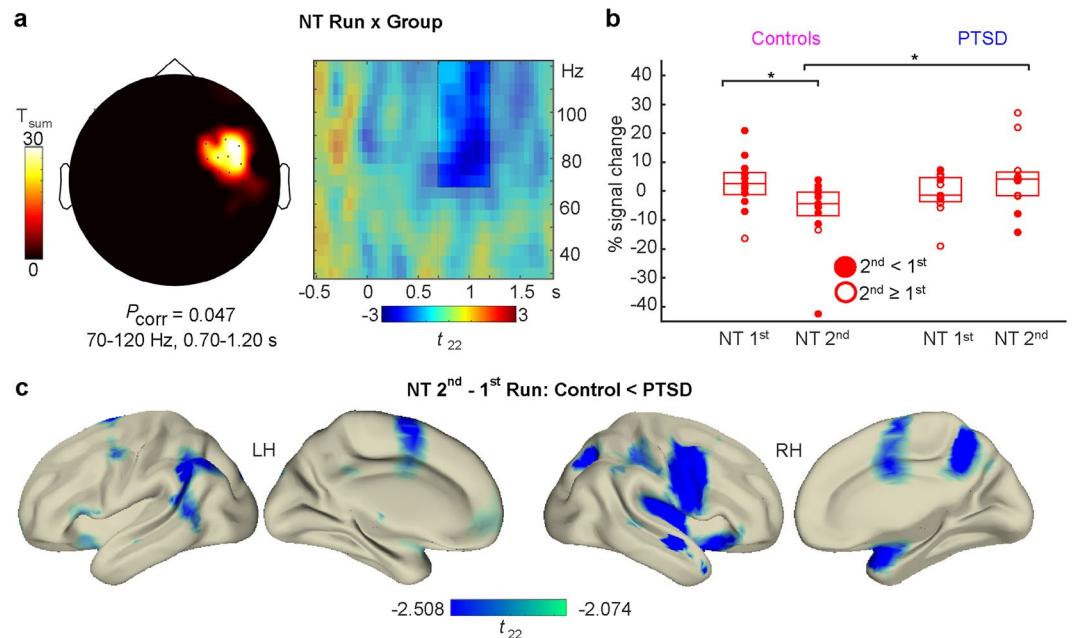 a
NT Run x Group
T sum
30
0
P corr = 0.047
70-120 Hz, 0.70-1.20 s
Hz
100
80
60
40
-0.5 0 0.5 1 1.5 s
-3 3
t 22
b
Controls PTSD
* *
% signal change
40
30
20
10
0
-10
-20
-30
-40
2nd < 1st
2nd ≥ 1st
NT 1st NT 2nd NT 1st NT 2nd
c
NT 2nd - 1st Run: Control < PTSD
LH RH
-2.508 -2.074
t 22